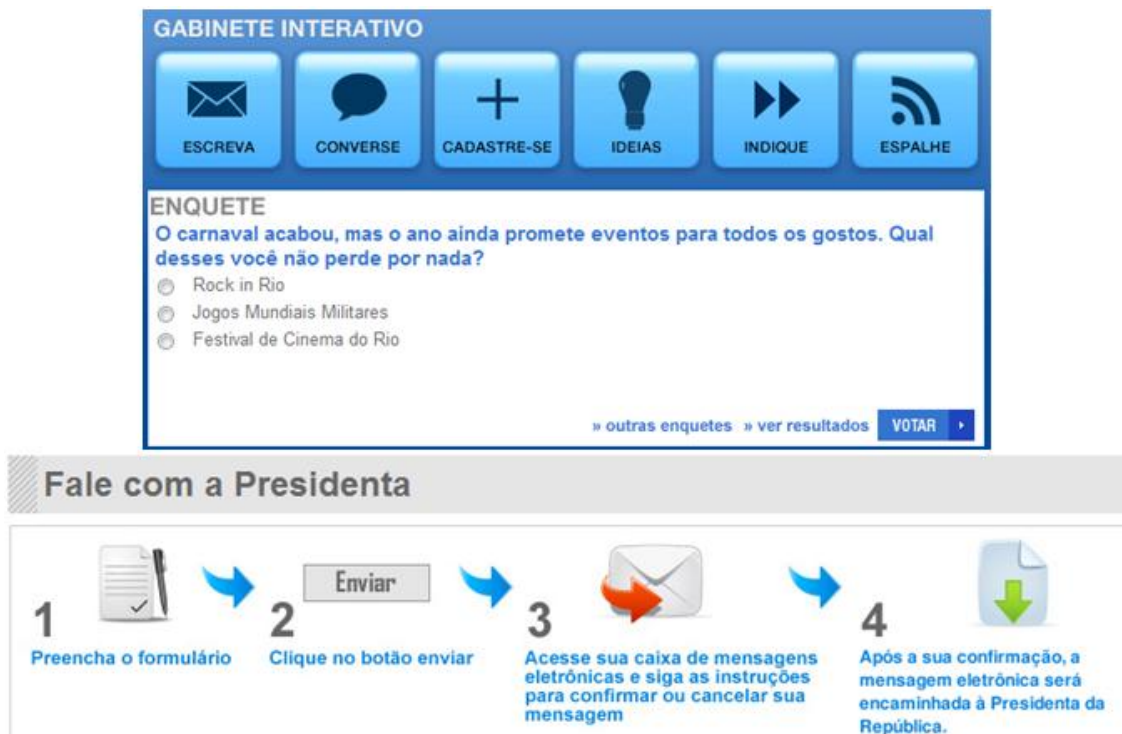 GABINETE INTERATIVO
ESCREVA CONVERSE CADASTRE-SE IDEIAS INDIQUE ESPALHE
ENQUETE
O carnaval acabou, mas o ano ainda promete eventos para todos os gostos. Qual
desses você não perde por nada?
Rock in Rio
Jogos Mundiais Militares
Festival de Cinema do Rio
» outras enquetes » ver resultados VOTAR
Fale com a Presidenta
1
Preencha o formulário
2
Enviar
Clique no botão enviar
3
Acesse sua caixa de mensagens
eletrônicas e siga as instruções
para confirmar ou cancelar sua
mensagem
4
Após a sua confirmação, a
mensagem eletrônica será
encaminhada à Presidenta da
República.